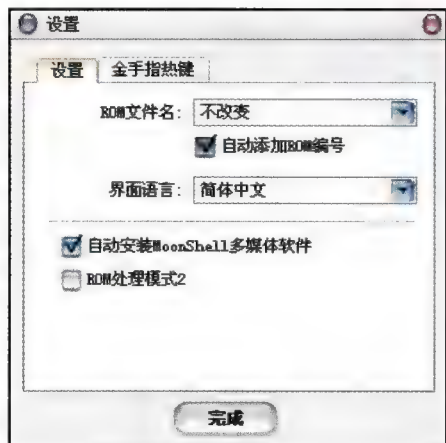 设置
设置 金手指热键
ROM文件名: 不改变
自动添加ROM编号
界面语言: 简体中文
自动安装MoonShell多媒体软件
ROM处理模式2
完成